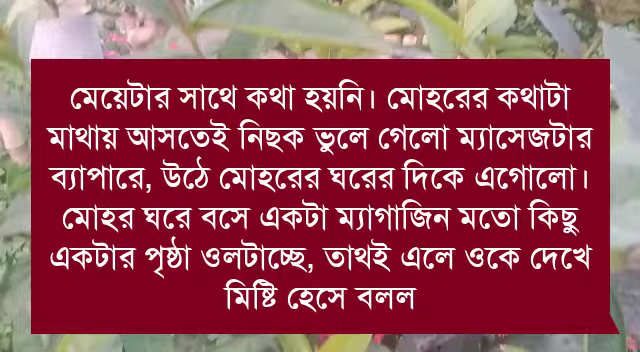 মেয়েটার সাথে কথা হয়নি। মোহরের কথাটা
মাথায় আসতেই নিছক ভুলে গেলো ম্যাসেজটার
ব্যাপারে, উঠে মোহরের ঘরের দিকে এগোলো।
মোহর ঘরে বসে একটা ম্যাগাজিন মতো কিছু
একটার পৃষ্ঠা ওলটাচ্ছে, তাথই এলে ওকে দেখে
মিষ্টি হেসে বলল